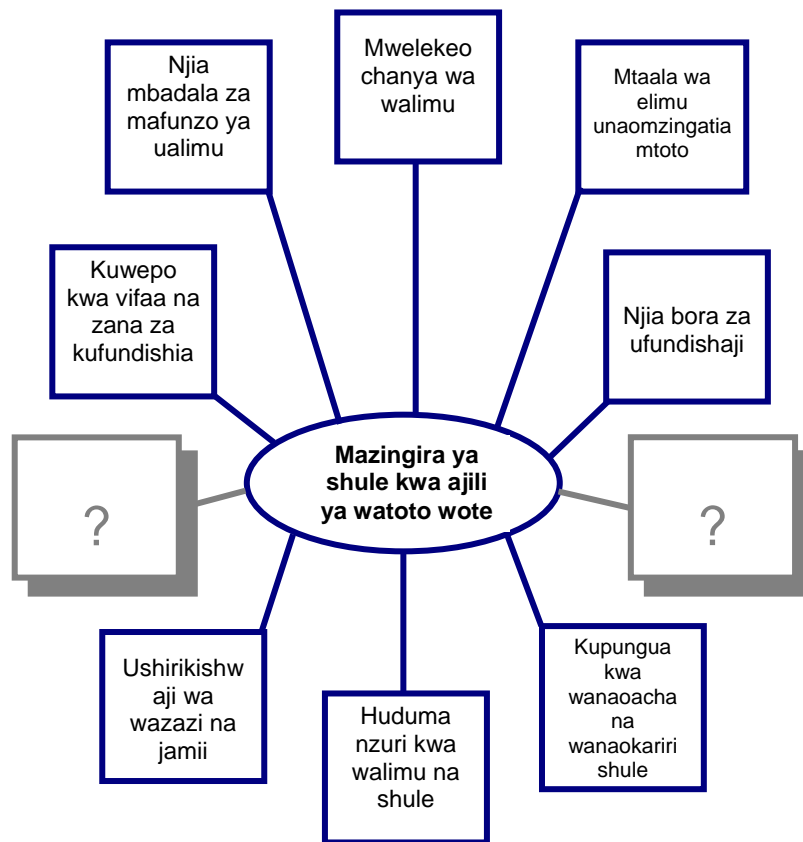 Njia
mbadala za
mafunzo ya
ualimu
Mwelekeo
chanya wa
walimu
Mtaala wa
elimu
unaomzingatia
mtoto
Kuwepo
kwa vifaa na
zana za
kufundishia
Njia bora za
ufundishaji
Mazingira ya
shule kwa ajili
ya watoto wote
?
?
Ushirikishw
aji wa
wazazi na
jamii
Huduma
nzuri kwa
walimu na
shule
Kupungua
kwa
wanaoacha
na
wanaokariri
shule